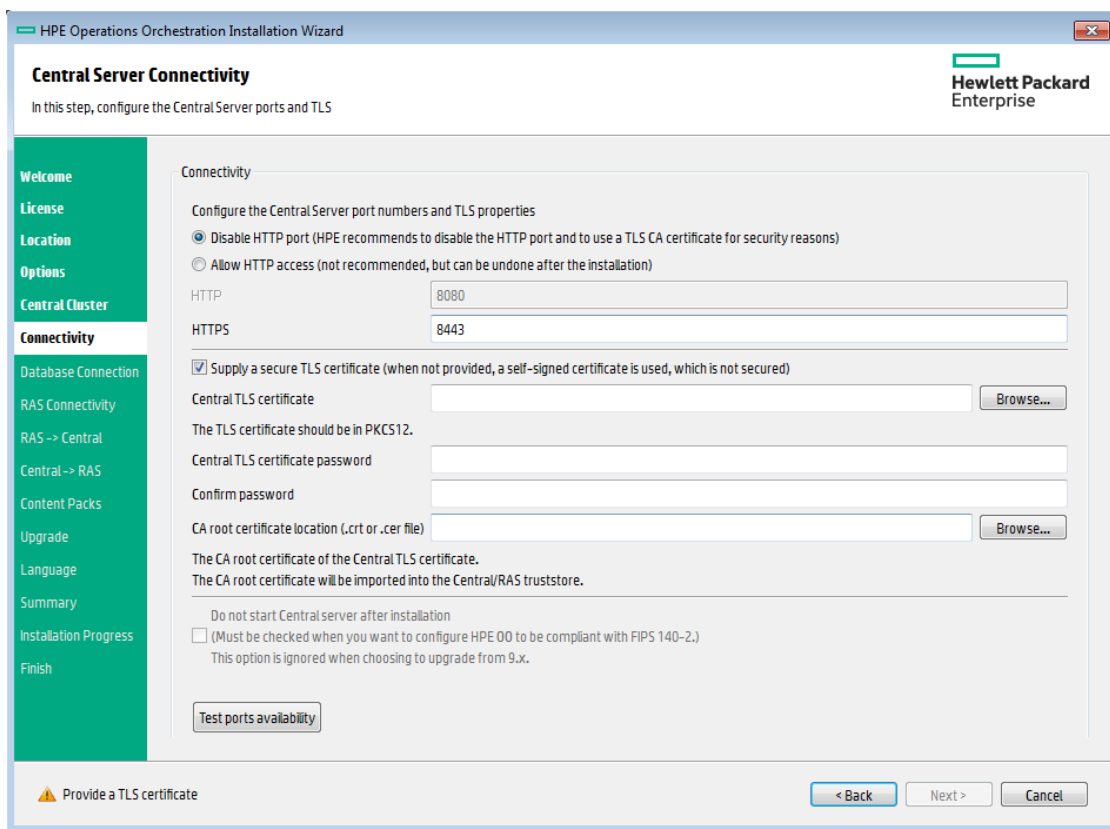 HPE Operations Orchestration Installation Wizard
Central Server Connectivity
In this step, configure the Central Server ports and TLS
Hewlett Packard
Enterprise
Welcome
License
Location
Options
Central Cluster
Connectivity
Database Connection
RAS Connectivity
RAS -> Central
Central -> RAS
Content Packs
Upgrade
Language
Summary
Installation Progress
Finish
Connectivity
Configure the Central Server port numbers and TLS properties
Disable HTTP port (HPE recommends to disable the HTTP port and to use a TLS CA certificate for security reasons)
Allow HTTP access (not recommended, but can be undone after the installation)
HTTP 8080
HTTPS 8443
Supply a secure TLS certificate (when not provided, a self-signed certificate is used, which is not secured)
Central TLS certificate Browse...
The TLS certificate should be in PKCS12.
Central TLS certificate password
Confirm password
CA root certificate location (.crt or .cer file) Browse...
The CA root certificate of the Central TLS certificate.
The CA root certificate will be imported into the Central/RAS truststore.
Do not start Central server after installation
(Must be checked when you want to configure HPE OO to be compliant with FIPS 140-2.)
This option is ignored when choosing to upgrade from 9.x.
Test ports availability
Provide a TLS certificate
< Back Next > Cancel